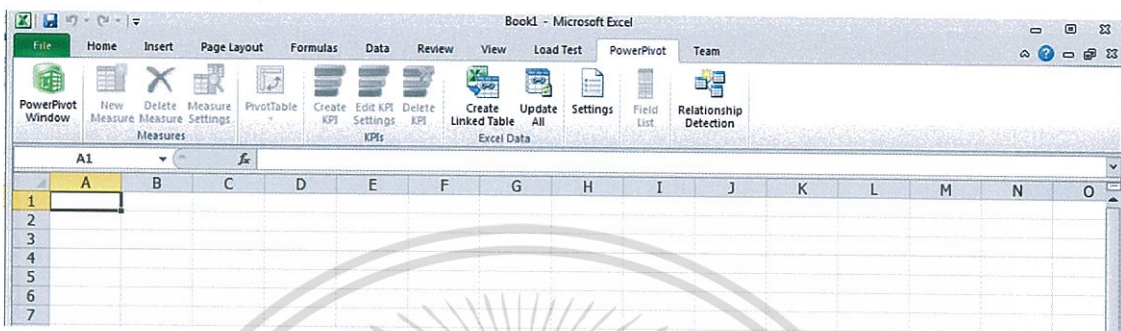 Book1 - Microsoft Excel
File Home Insert Page Layout Formulas Data Review View Load Test PowerPivot Team
PowerPivot Window New Measure Delete Measure Measure Settings PivotTable Create KPI Edit KPI Settings Delete KPI Create Linked Table Update All Settings Field List Relationship Detection
Measures KPIs Excel Data
A1 fx
A B C D E F G H I J K L M N O
1
2
3
4
5
6
7